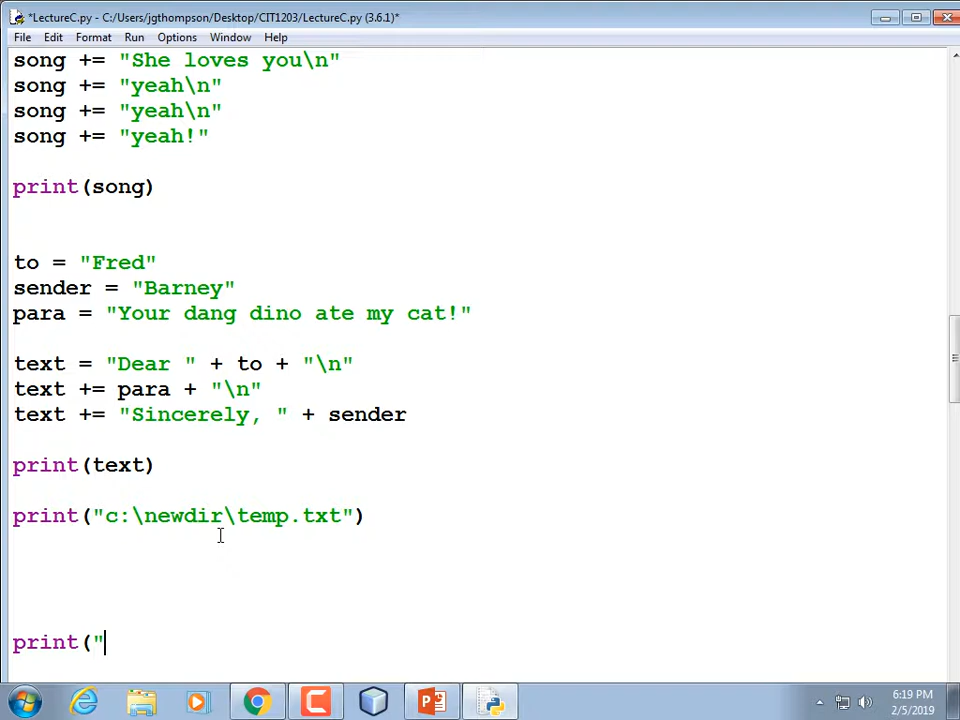 *LectureC.py - C:/Users/jgthompson/Desktop/CIT1203/LectureC.py (3.6.1)*
File Edit Format Run Options Window Help
song += "She loves you\n"
song += "yeah\n"
song += "yeah\n"
song += "yeah!"
print(song)
to = "Fred"
sender = "Barney"
para = "Your dang dino ate my cat!"
text = "Dear " + to + "\n"
text += para + "\n"
text += "Sincerely, " + sender
print(text)
print("c:\newdir\temp.txt")
print("
6:19 PM
2/5/2019